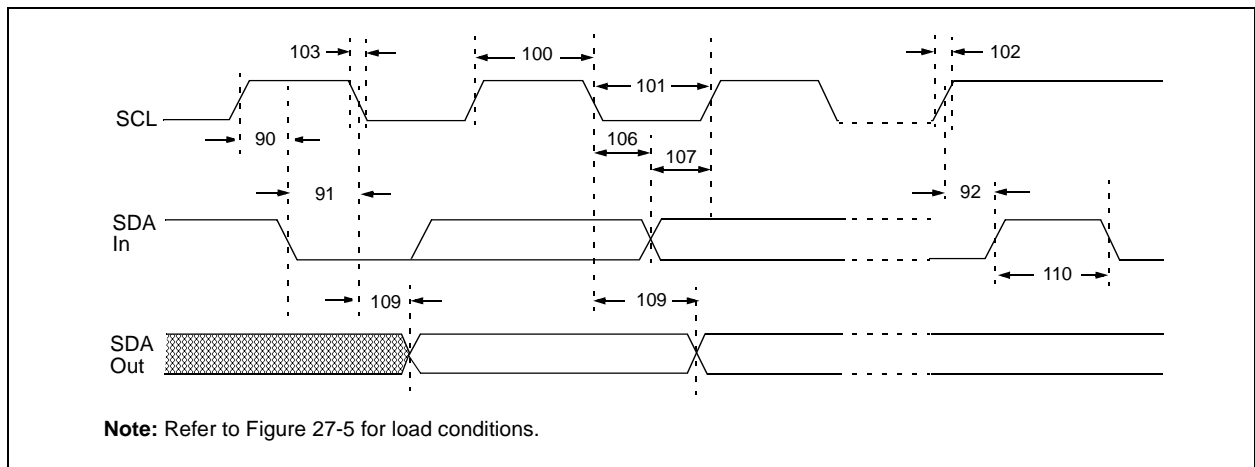 103
100
102
101
SCL
90
106
107
91
92
SDA
In
110
109
109
SDA
Out
Note: Refer to Figure 27-5 for load conditions.